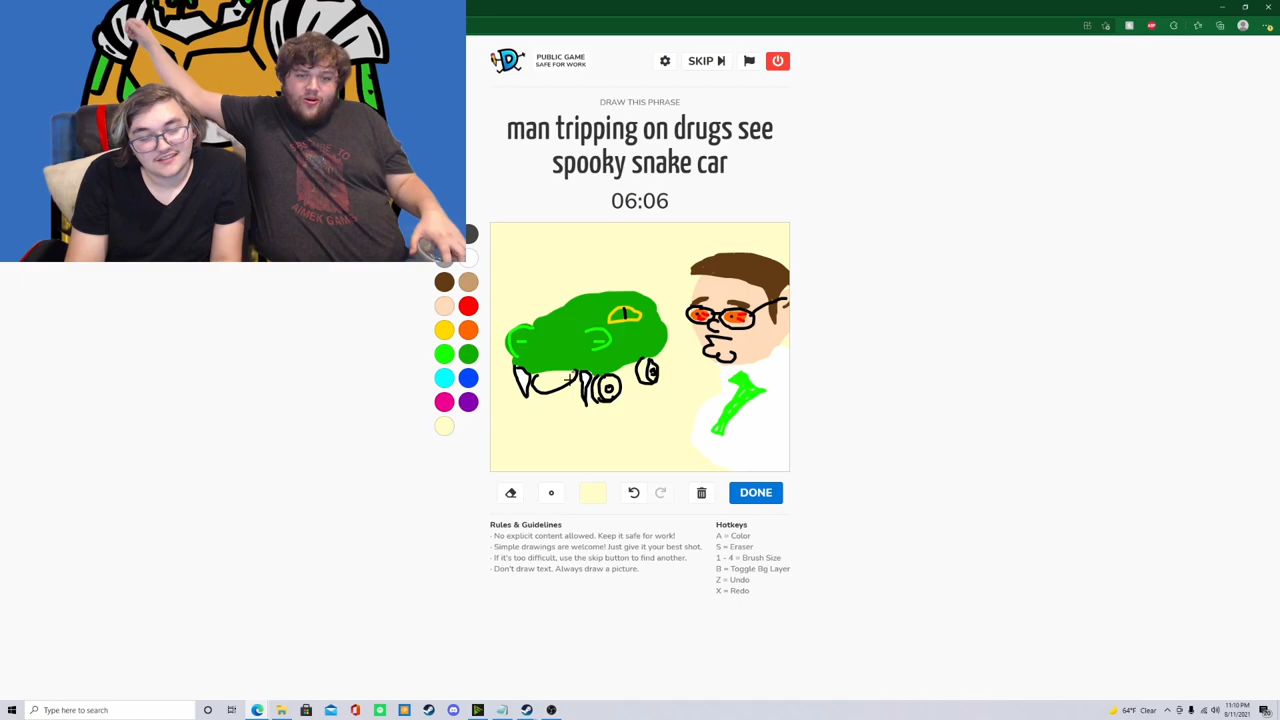 PUBLIC GAME
SAFE FOR WORK
SKIP
DRAW THIS PHRASE
man tripping on drugs see
spooky snake car
06:06
DONE
Rules & Guidelines
· No explicit content allowed. Keep it safe for work!
· Simple drawings are welcome! Just give it your best shot.
· If it's too difficult, use the skip button to find another.
· Don't draw text. Always draw a picture.
Hotkeys
A = Color
S = Eraser
1 - 4 = Brush Size
B = Toggle Bg Layer
Z = Undo
X = Redo
AIMEK GAMES
Type here to search
64°F Clear
11:10 PM
8/11/2021